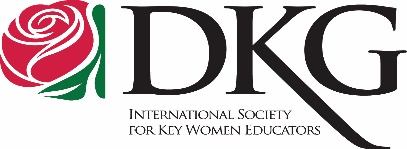 DKG
International Society
for Key Women Educators